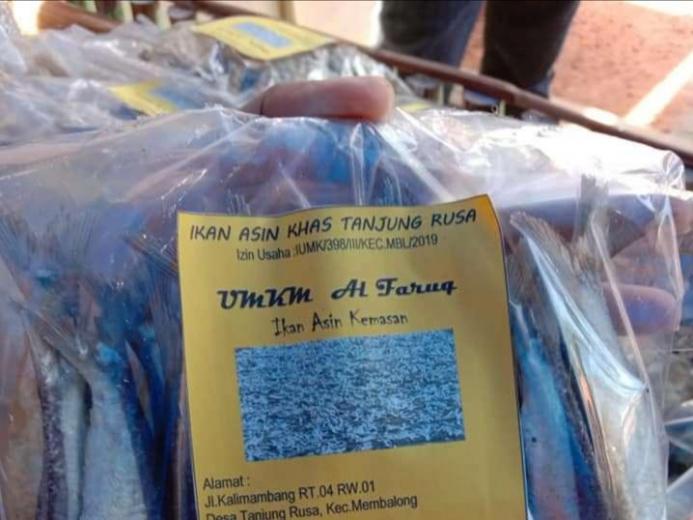 IKAN ASIN KHAS TANJUNG RUSA
Izin Usaha :IUMK/398/III/KEC.MBL/2019
UMKM Al Faruq
Ikan Asin Kemasan
Alamat :
Jl.Kalimambang RT.04 RW.01
Desa Tanjung Rusa, Kec.Membalong